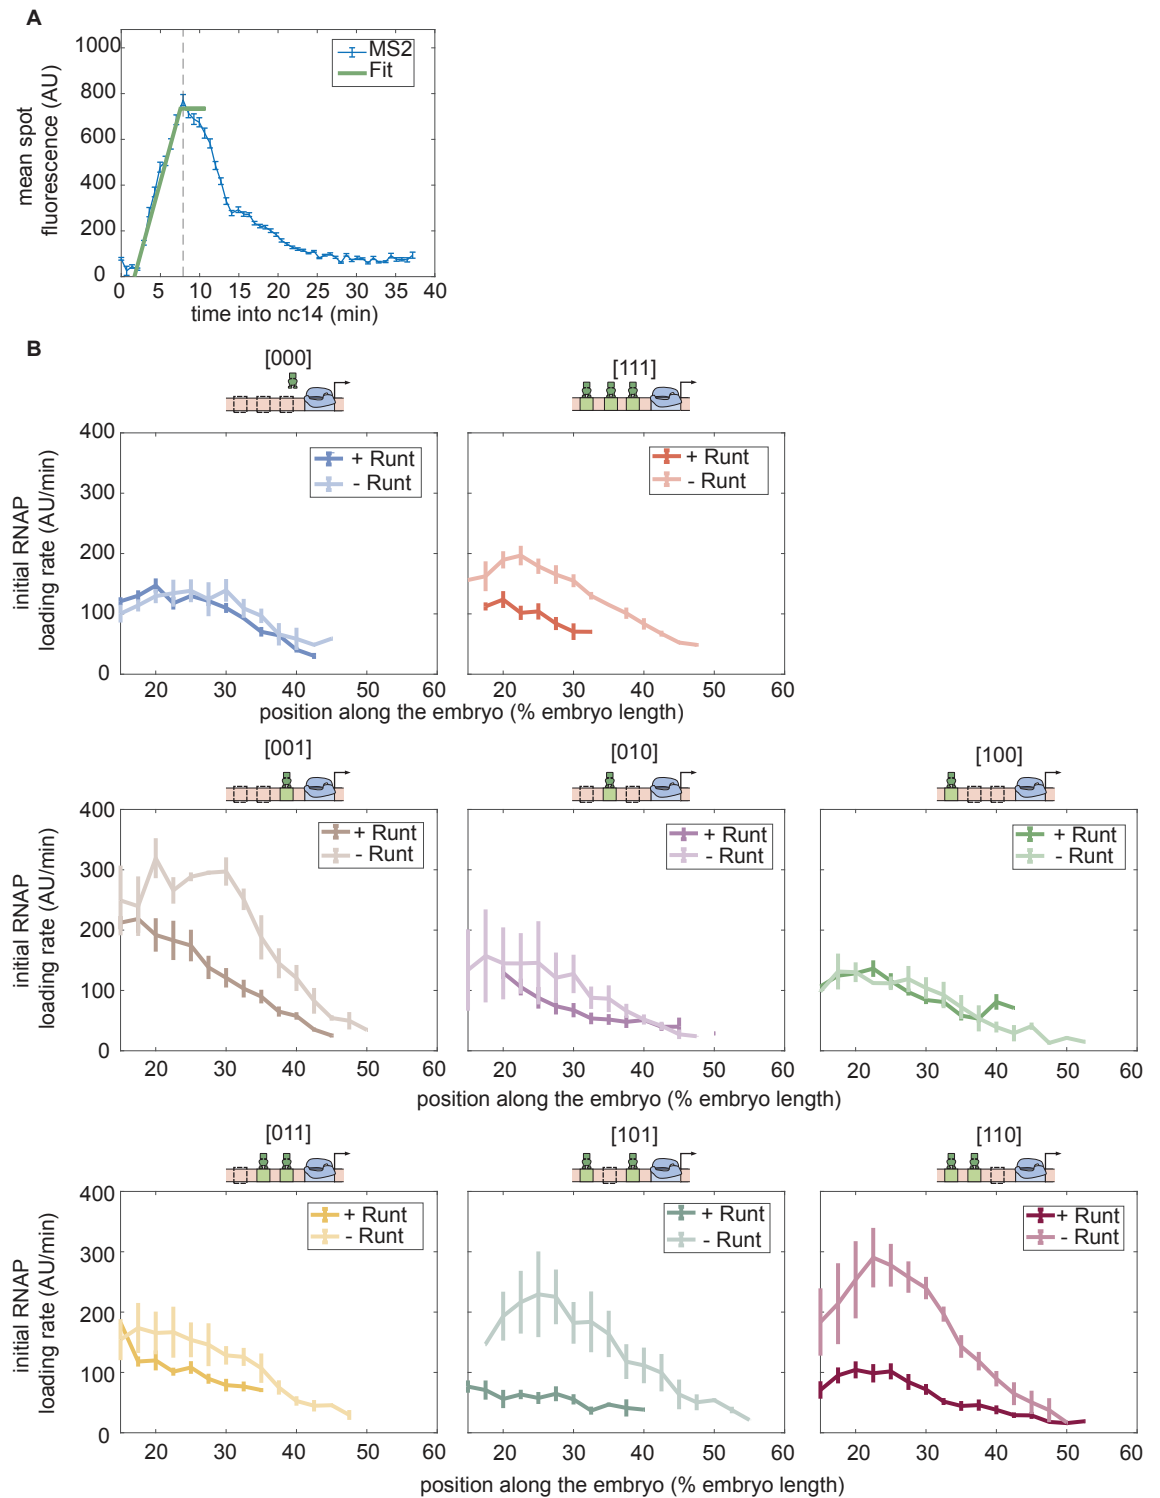 A
mean spot
fluorescence (AU)
1000
800
600
400
200
0
MS2
Fit
0 5 10 15 20 25 30 35 40
time into nc14 (min)
B
[000]
[111]
initial RNAP
loading rate (AU/min)
400
300
200
100
0
+ Runt
- Runt
+ Runt
- Runt
20 30 40 50 60
20 30 40 50 60
position along the embryo (% embryo length)
[001]
[010]
[100]
initial RNAP
loading rate (AU/min)
400
300
200
100
0
+ Runt
- Runt
+ Runt
- Runt
+ Runt
- Runt
20 30 40 50 60
20 30 40 50 60
20 30 40 50 60
position along the embryo (% embryo length)
[011]
[101]
[110]
initial RNAP
loading rate (AU/min)
400
300
200
100
0
+ Runt
- Runt
+ Runt
- Runt
+ Runt
- Runt
20 30 40 50 60
20 30 40 50 60
20 30 40 50 60
position along the embryo (% embryo length)